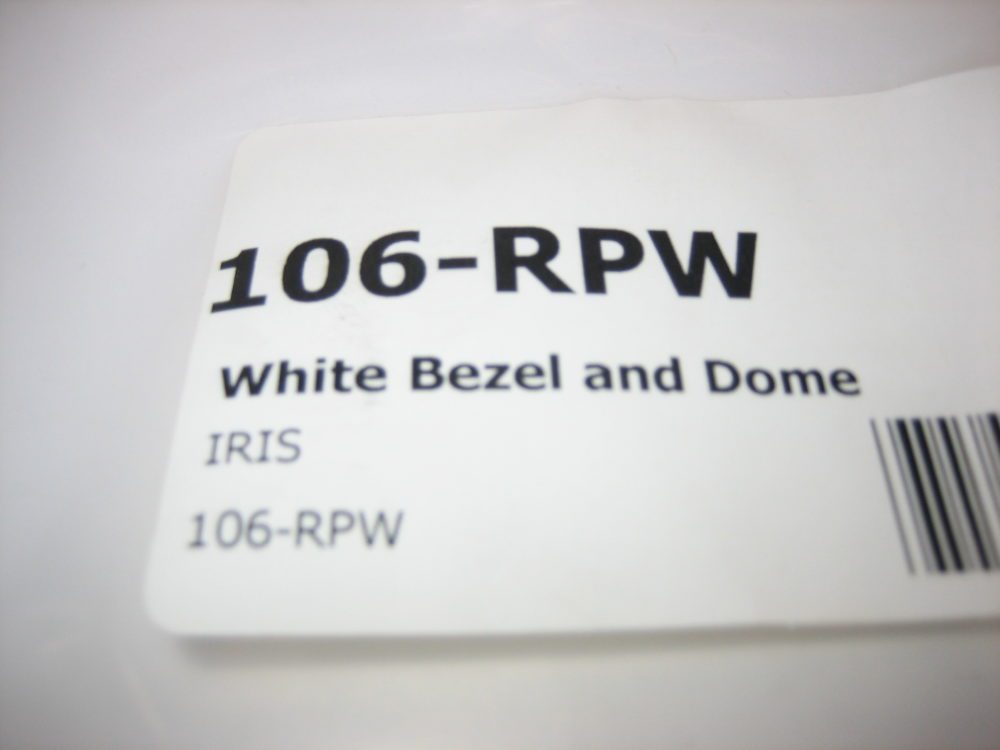 106-RPW
White Bezel and Dome
IRIS
106-RPW